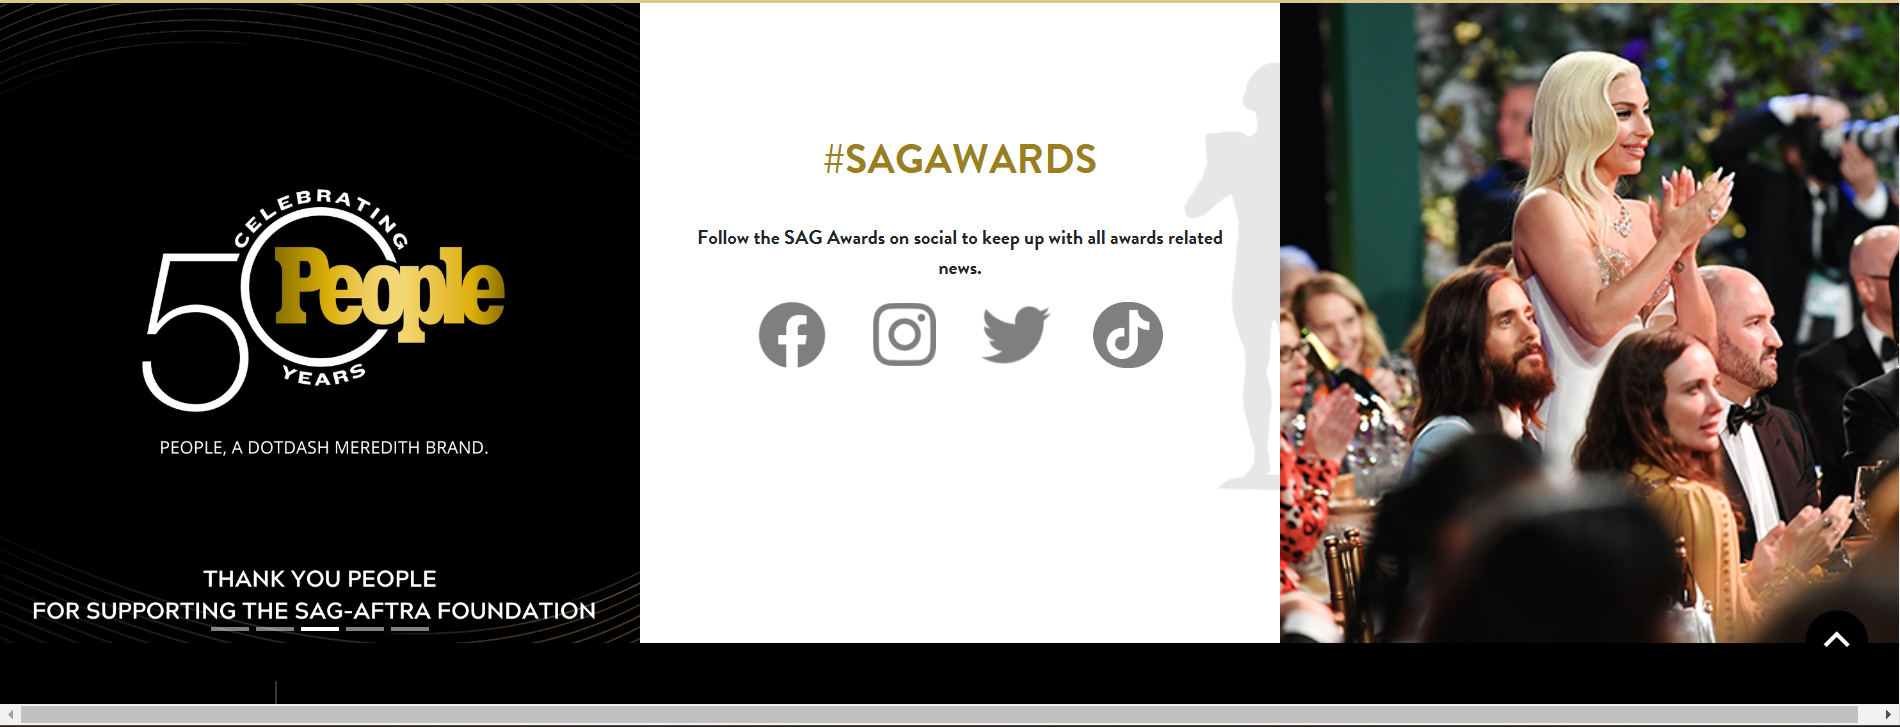 CELEBRATING
50
People
YEARS
PEOPLE, A DOTDASH MEREDITH BRAND.
THANK YOU PEOPLE
FOR SUPPORTING THE SAG-AFTRA FOUNDATION
#SAGAWARDS
Follow the SAG Awards on social to keep up with all awards related
news.